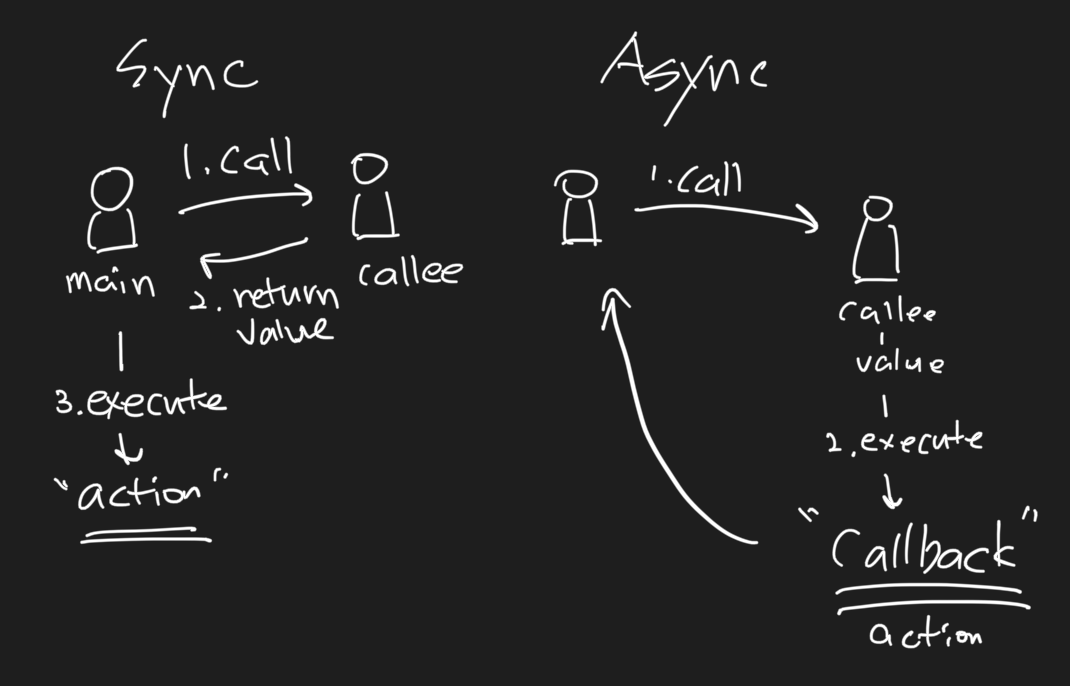 Sync
1. call
main
callee
2. return
value
3. execute
"action"
Async
1. call
callee
value
2. execute
"Callback"
action